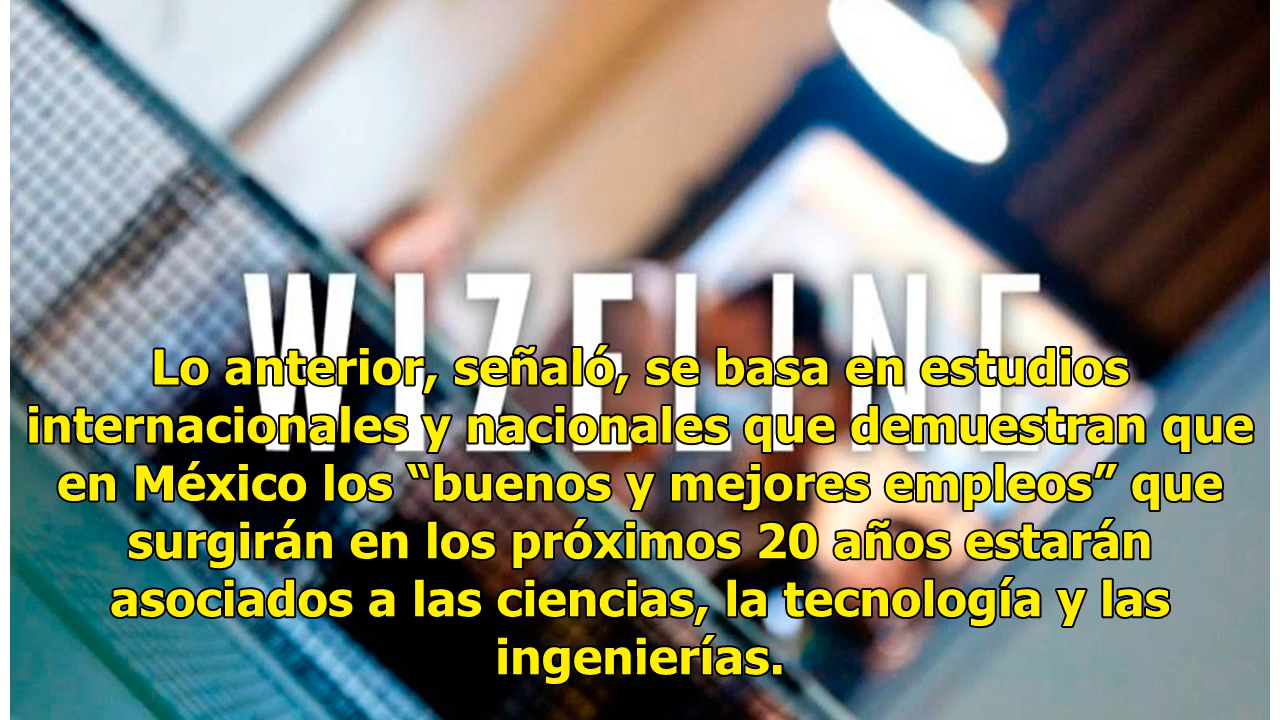 WIZELINE
Lo anterior, señaló, se basa en estudios
internacionales y nacionales que demuestran que
en México los “buenos y mejores empleos” que
surgirán en los próximos 20 años estarán
asociados a las ciencias, la tecnología y las
ingenierías.